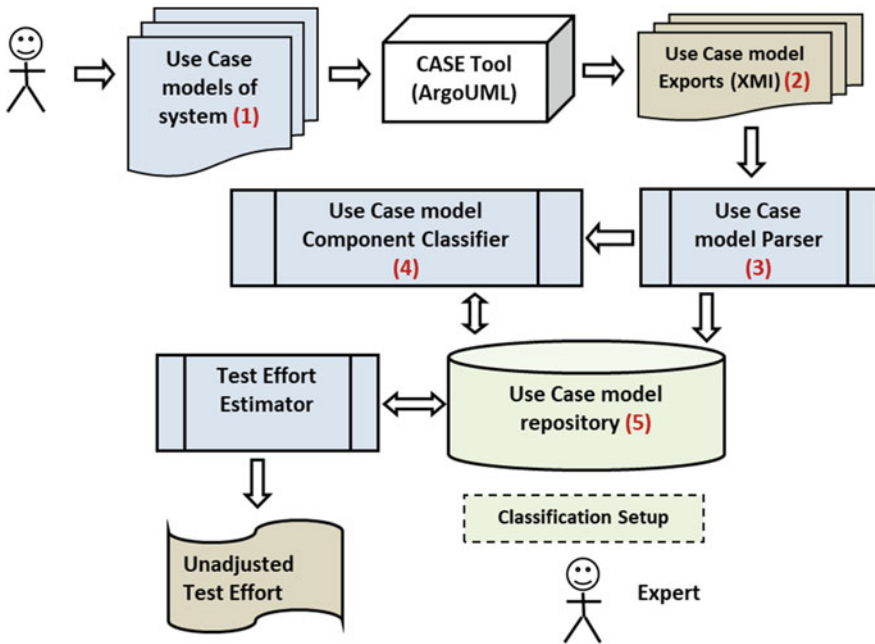 Use Case
models of
system (1)
CASE Tool
(ArgoUML)
Use Case model
Exports (XMI) (2)
Use Case model
Component Classifier
(4)
Use Case
model Parser
(3)
Test Effort
Estimator
Use Case model
repository (5)
Classification Setup
Unadjusted
Test Effort
Expert